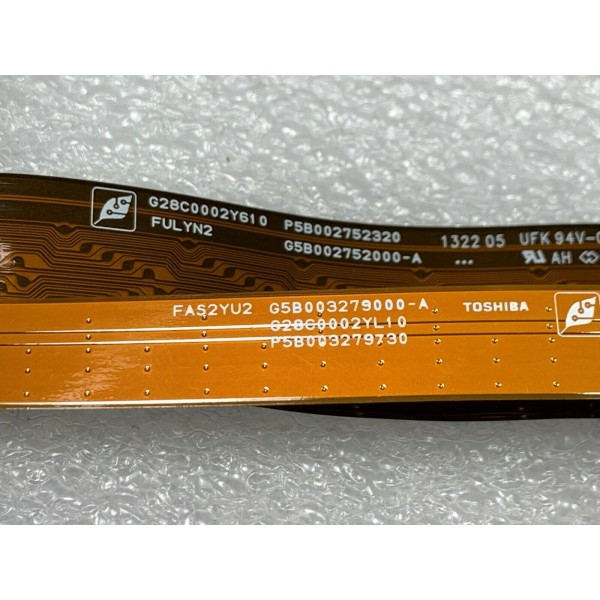 G28C0002Y610 P5B002752320
FULYN2 G5B002752000-A
1322 05 UFK 94V-0
AH
FAS2YU2 G5B003279000-A TOSHIBA
G28C0002YL10
P5B003279730